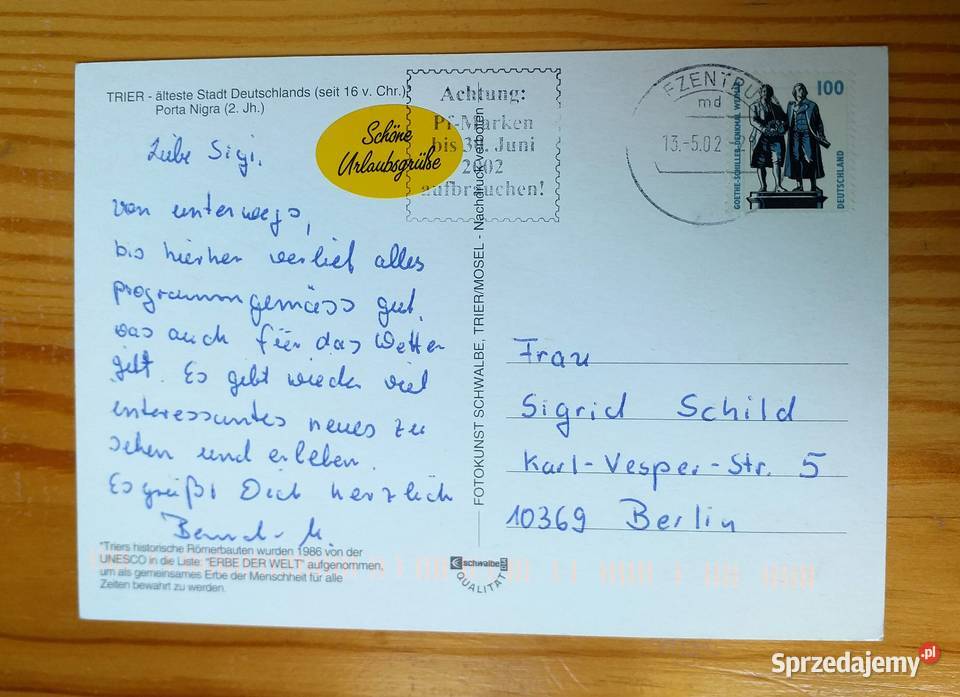 TRIER - älteste Stadt Deutschlands (seit 16 v. Chr.)
Porta Nigra (2. Jh.)
Schöne
Urlaubsgrüße
Liebe Sigi,
von unterwegs,
bis hierher verlief alles
programmgemäss gut,
was auch für das Wetter
gilt. Es gibt wieder viel
interessantes neues zu
sehen und erleben.
Es grüßt Dich herzlich
Bernd-M.
*Triers historische Römerbauten wurden 1986 von der
UNESCO in die Liste: "ERBE DER WELT" aufgenommen,
um als gemeinsames Erbe der Menschheit für alle
Zeiten bewahrt zu werden.
FOTOKUNST SCHWALBE, TRIER/MOSEL - Nachdruck verboten
schwalbe
QUALITÄT
Achtung:
Pf-Marken
bis 30. Juni
2002
aufbrauchen!
FZENTRU
md
13.-5.02
100
GOETHE-SCHILLER-DENKMAL WEIMAR
DEUTSCHLAND
Frau
Sigrid Schild
Karl-Vesper-Str. 5
10369 Berlin
Sprzedajemy.pl